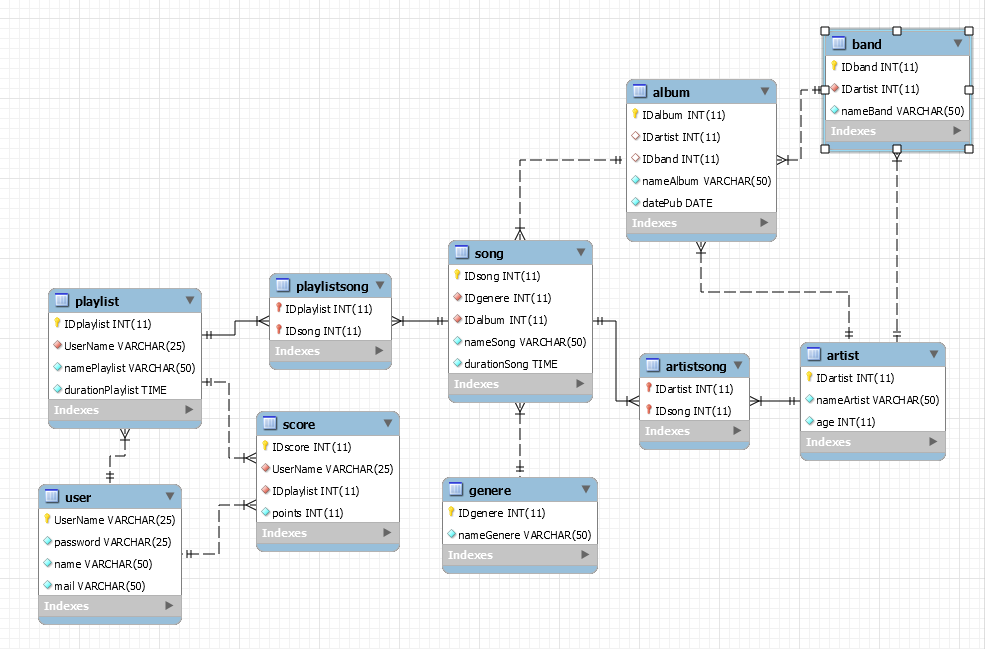 band
IDband INT(11)
IDartist INT(11)
nameBand VARCHAR(50)
Indexes
album
IDalbum INT(11)
IDartist INT(11)
IDband INT(11)
nameAlbum VARCHAR(50)
datePub DATE
Indexes
song
IDsong INT(11)
IDgenere INT(11)
IDalbum INT(11)
nameSong VARCHAR(50)
durationSong TIME
Indexes
playlistsong
IDplaylist INT(11)
IDsong INT(11)
Indexes
playlist
IDplaylist INT(11)
UserName VARCHAR(25)
namePlaylist VARCHAR(50)
durationPlaylist TIME
Indexes
artist
IDartist INT(11)
nameArtist VARCHAR(50)
age INT(11)
Indexes
artistsong
IDartist INT(11)
IDsong INT(11)
Indexes
score
IDscore INT(11)
UserName VARCHAR(25)
IDplaylist INT(11)
points INT(11)
Indexes
genere
IDgenere INT(11)
nameGenere VARCHAR(50)
Indexes
user
UserName VARCHAR(25)
password VARCHAR(25)
name VARCHAR(50)
mail VARCHAR(50)
Indexes